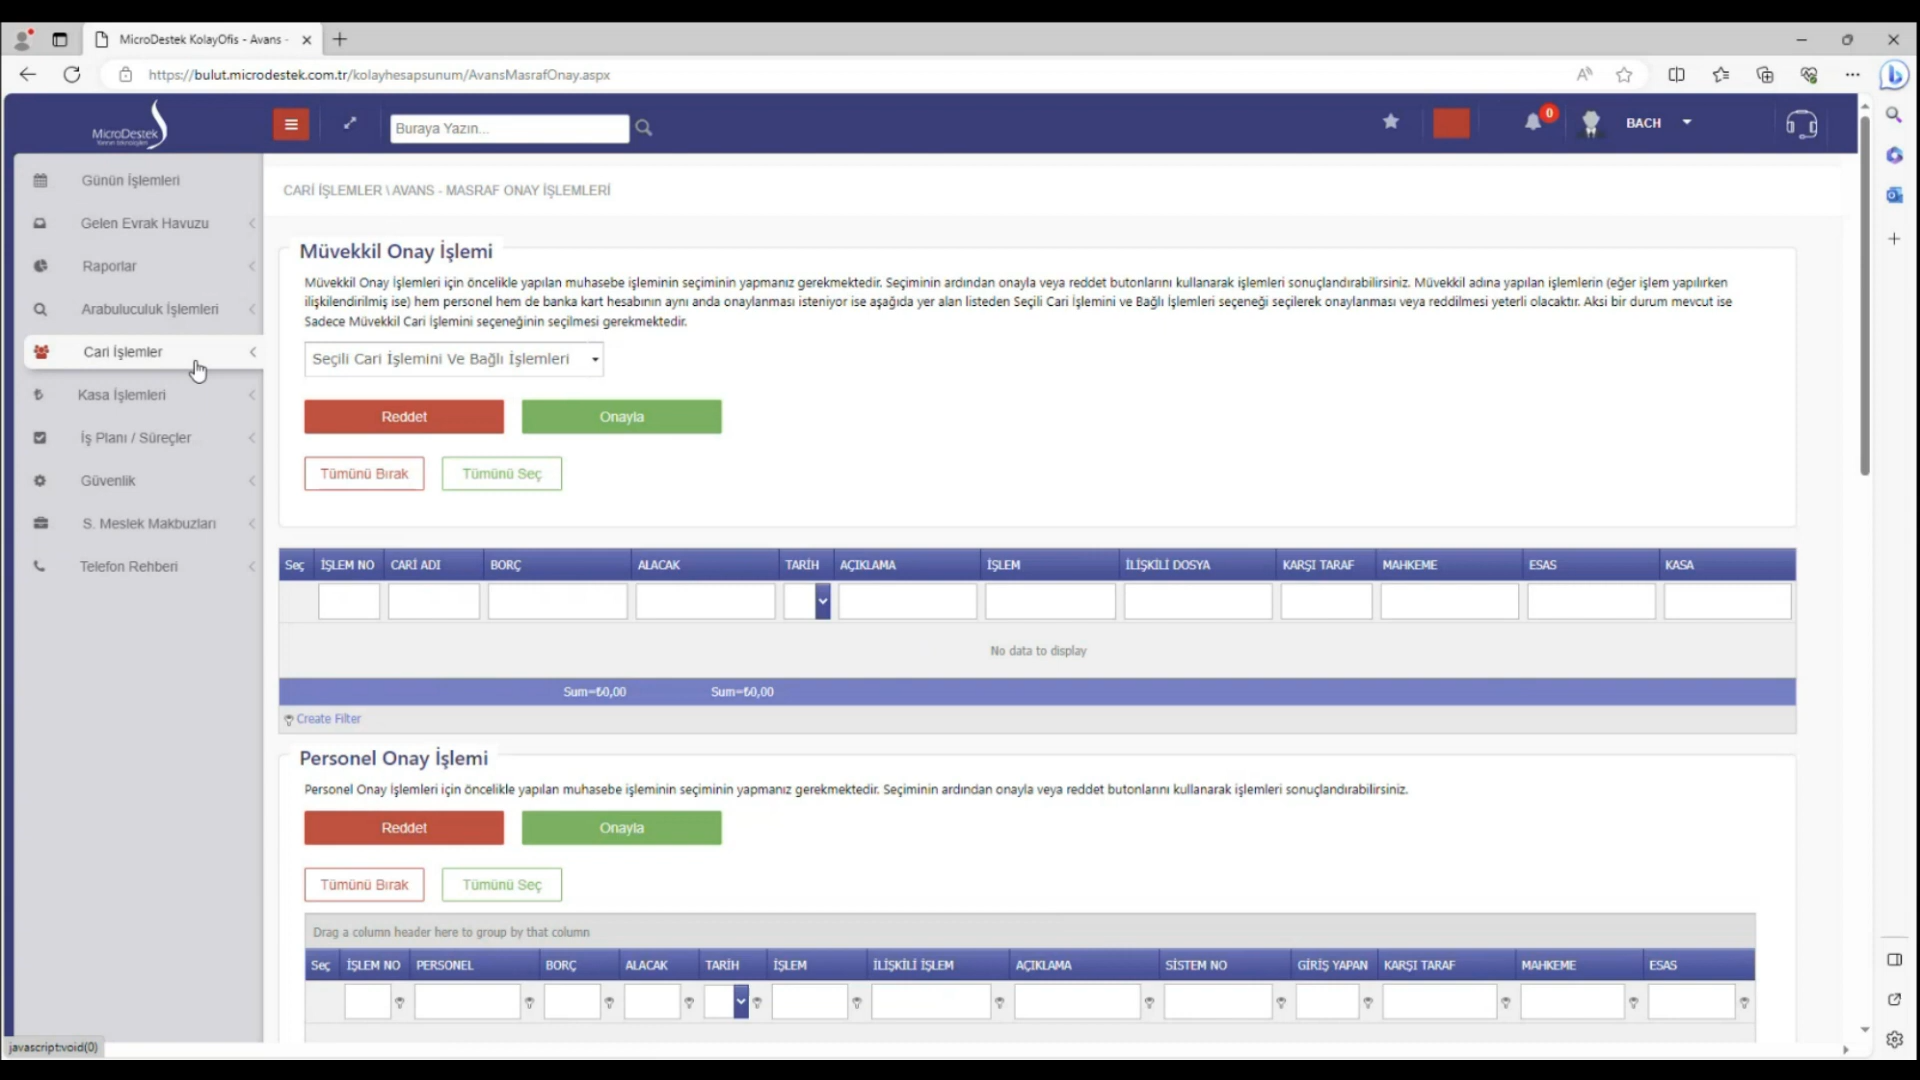 MicroDestek KolayOfis - Avans -
https://bulut.microdestek.com.tr/kolayhesapsunum/AvansMasrafOnay.aspx
MicroDestek
Buraya Yazın...
0
BACH
Günün İşlemleri
Gelen Evrak Havuzu
Raporlar
Arabuluculuk İşlemleri
Cari İşlemler
Kasa İşlemleri
İş Planı / Süreçler
Güvenlik
S. Meslek Makbuzları
Telefon Rehberi
CARİ İŞLEMLER \ AVANS - MASRAF ONAY İŞLEMLERİ
Müvekkil Onay İşlemi
Müvekkil Onay İşlemleri için öncelikle yapılan muhasebe işleminin seçiminin yapmanız gerekmektedir. Seçiminin ardından onayla veya reddet butonlarını kullanarak işlemleri sonuçlandırabilirsiniz. Müvekkil adına yapılan işlemlerin (eğer işlem yapılırken
ilişkilendirilmiş ise) hem personel hem de banka kart hesabının aynı anda onaylanması isteniyor ise aşağıda yer alan listeden Seçili Cari İşlemini ve Bağlı İşlemleri seçeneği seçilerek onaylanması veya reddilmesi yeterli olacaktır. Aksi bir durum mevcut ise
Sadece Müvekkil Cari İşlemini seçeneğinin seçilmesi gerekmektedir.
Seçili Cari İşlemini Ve Bağlı İşlemleri
Reddet Onayla
Tümünü Bırak Tümünü Seç
Seç İŞLEM NO CARİ ADI BORÇ ALACAK TARİH AÇIKLAMA İŞLEM İLİŞKİLİ DOSYA KARŞI TARAF MAHKEME ESAS KASA
No data to display
Sum=₺0,00 Sum=₺0,00
Create Filter
Personel Onay İşlemi
Personel Onay İşlemleri için öncelikle yapılan muhasebe işleminin seçiminin yapmanız gerekmektedir. Seçiminin ardından onayla veya reddet butonlarını kullanarak işlemleri sonuçlandırabilirsiniz.
Reddet Onayla
Tümünü Bırak Tümünü Seç
Drag a column header here to group by that column
Seç İŞLEM NO PERSONEL BORÇ ALACAK TARİH İŞLEM İLİŞKİLİ İŞLEM AÇIKLAMA SİSTEM NO GİRİŞ YAPAN KARŞI TARAF MAHKEME ESAS
javascript:void(0)